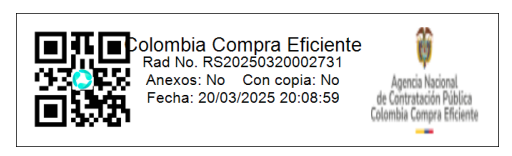 Colombia Compra Eficiente
Rad No. RS20250320002731
Anexos: No Con copia: No
Fecha: 20/03/2025 20:08:59
Agencia Nacional
de Contratación Pública
Colombia Compra Eficiente